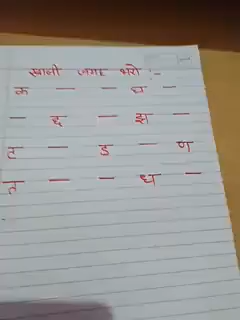 खाली जगह भरो :-
क — — घ —
— छ — झ —
ट — ड — ण
त — — ध —